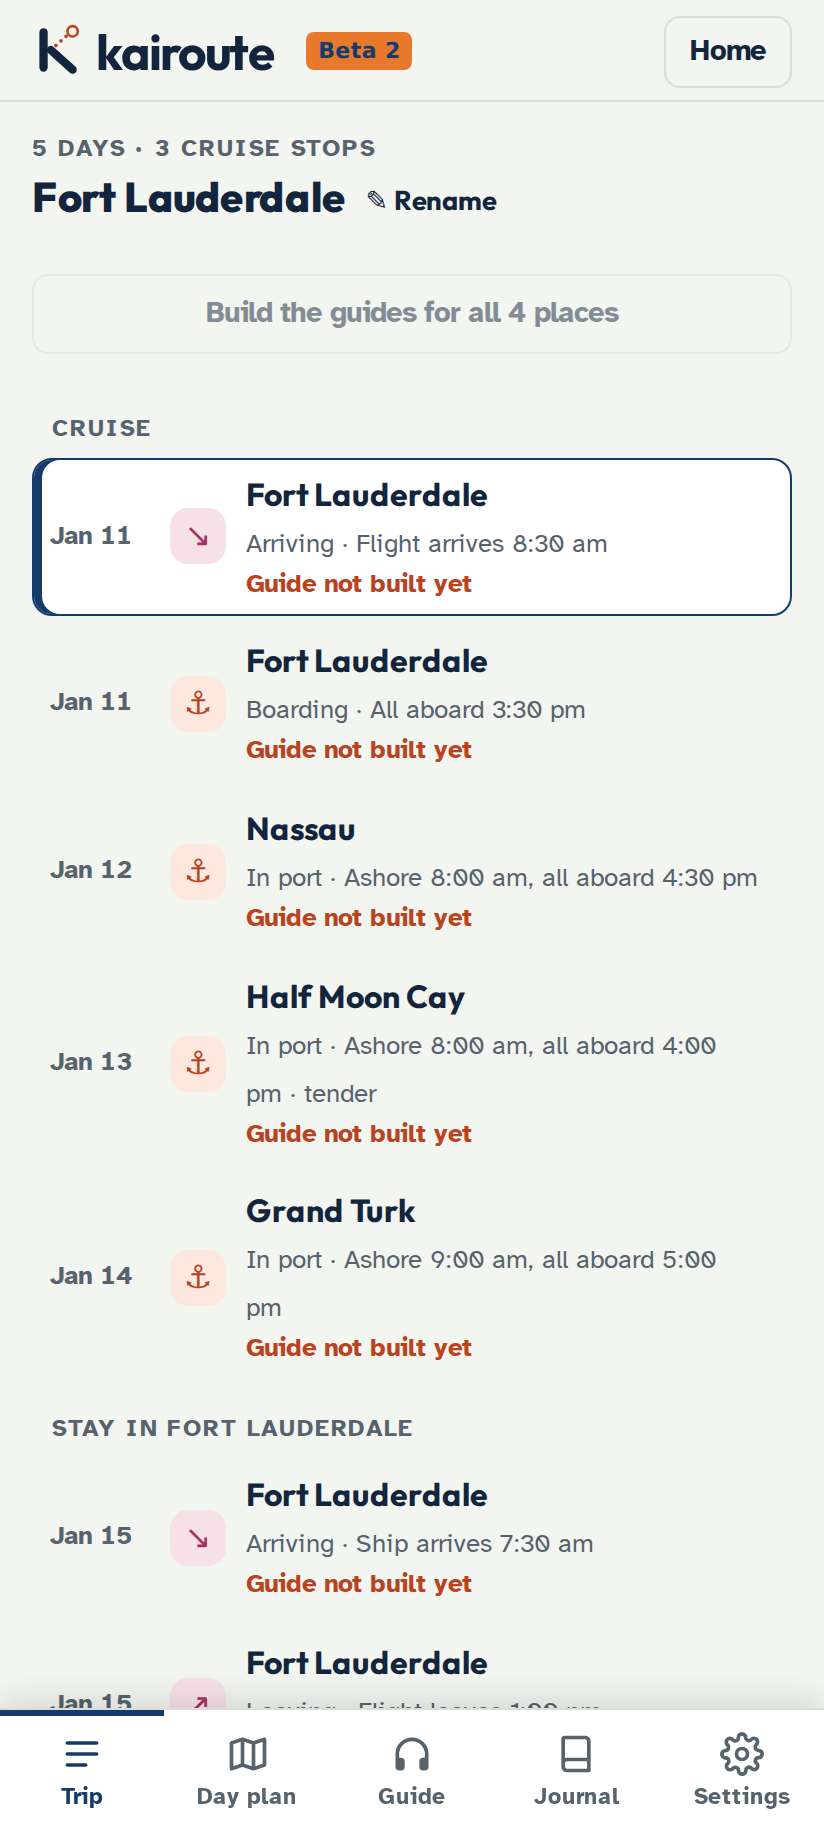 kairoute Beta 2 Home
5 DAYS · 3 CRUISE STOPS
Fort Lauderdale ✎ Rename
Build the guides for all 4 places
CRUISE
Fort Lauderdale
Jan 11
Arriving · Flight arrives 8:30 am
Guide not built yet
Fort Lauderdale
Jan 11
Boarding · All aboard 3:30 pm
Guide not built yet
Nassau
Jan 12
In port · Ashore 8:00 am, all aboard 4:30 pm
Guide not built yet
Half Moon Cay
Jan 13
In port · Ashore 8:00 am, all aboard 4:00
pm · tender
Guide not built yet
Grand Turk
Jan 14
In port · Ashore 9:00 am, all aboard 5:00
pm
Guide not built yet
STAY IN FORT LAUDERDALE
Fort Lauderdale
Jan 15
Arriving · Ship arrives 7:30 am
Guide not built yet
Fort Lauderdale
Jan 15
Leaving · Flight leaves 1:00 pm
Trip Day plan Guide Journal Settings